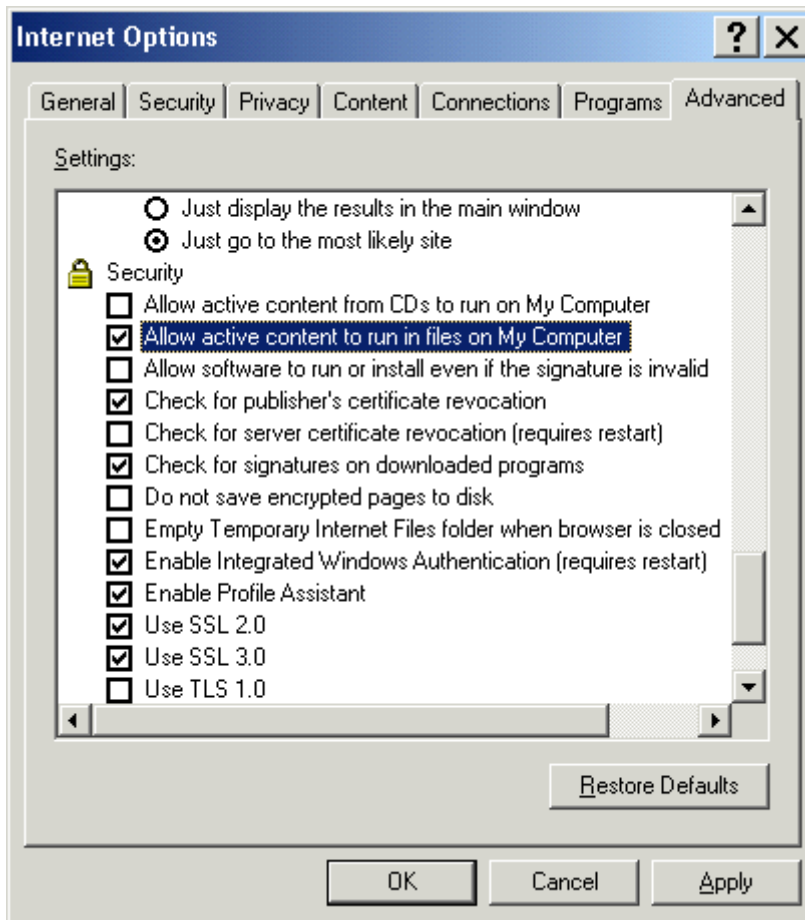 Internet Options
General Security Privacy Content Connections Programs Advanced
Settings:
Just display the results in the main window
Just go to the most likely site
Security
Allow active content from CDs to run on My Computer
Allow active content to run in files on My Computer
Allow software to run or install even if the signature is invalid
Check for publisher's certificate revocation
Check for server certificate revocation (requires restart)
Check for signatures on downloaded programs
Do not save encrypted pages to disk
Empty Temporary Internet Files folder when browser is closed
Enable Integrated Windows Authentication (requires restart)
Enable Profile Assistant
Use SSL 2.0
Use SSL 3.0
Use TLS 1.0
Restore Defaults
OK Cancel Apply